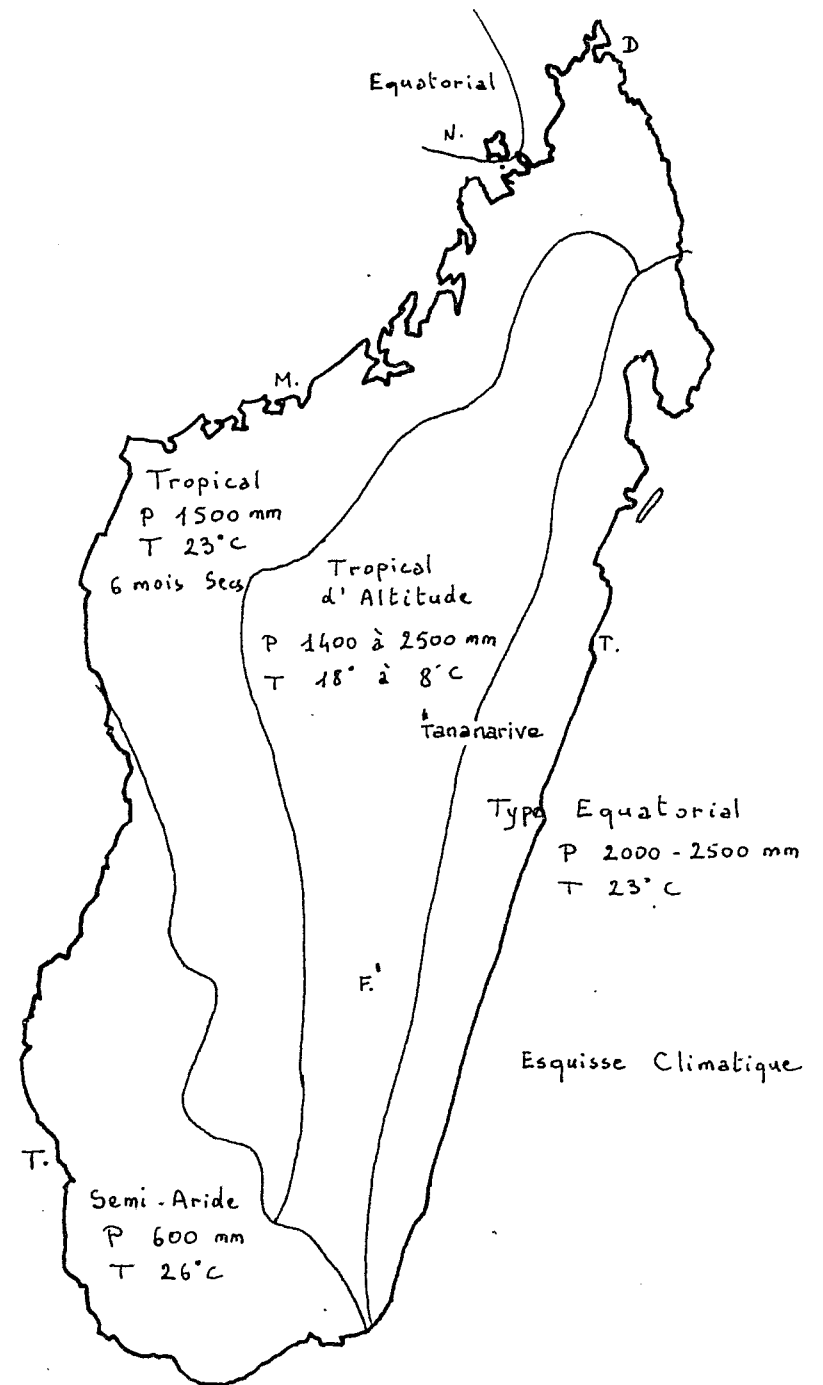 D
Equatorial
N.
M.
Tropical
P 1500 mm
T 23°C
6 mois Secs
Tropical
d'Altitude
P 1400 à 2500 mm
T 18° à 8°C
T.
Tananarive
Type Equatorial
P 2000 - 2500 mm
T 23°C
F.
Esquisse Climatique
T.
Semi-Aride
P 600 mm
T 26°C